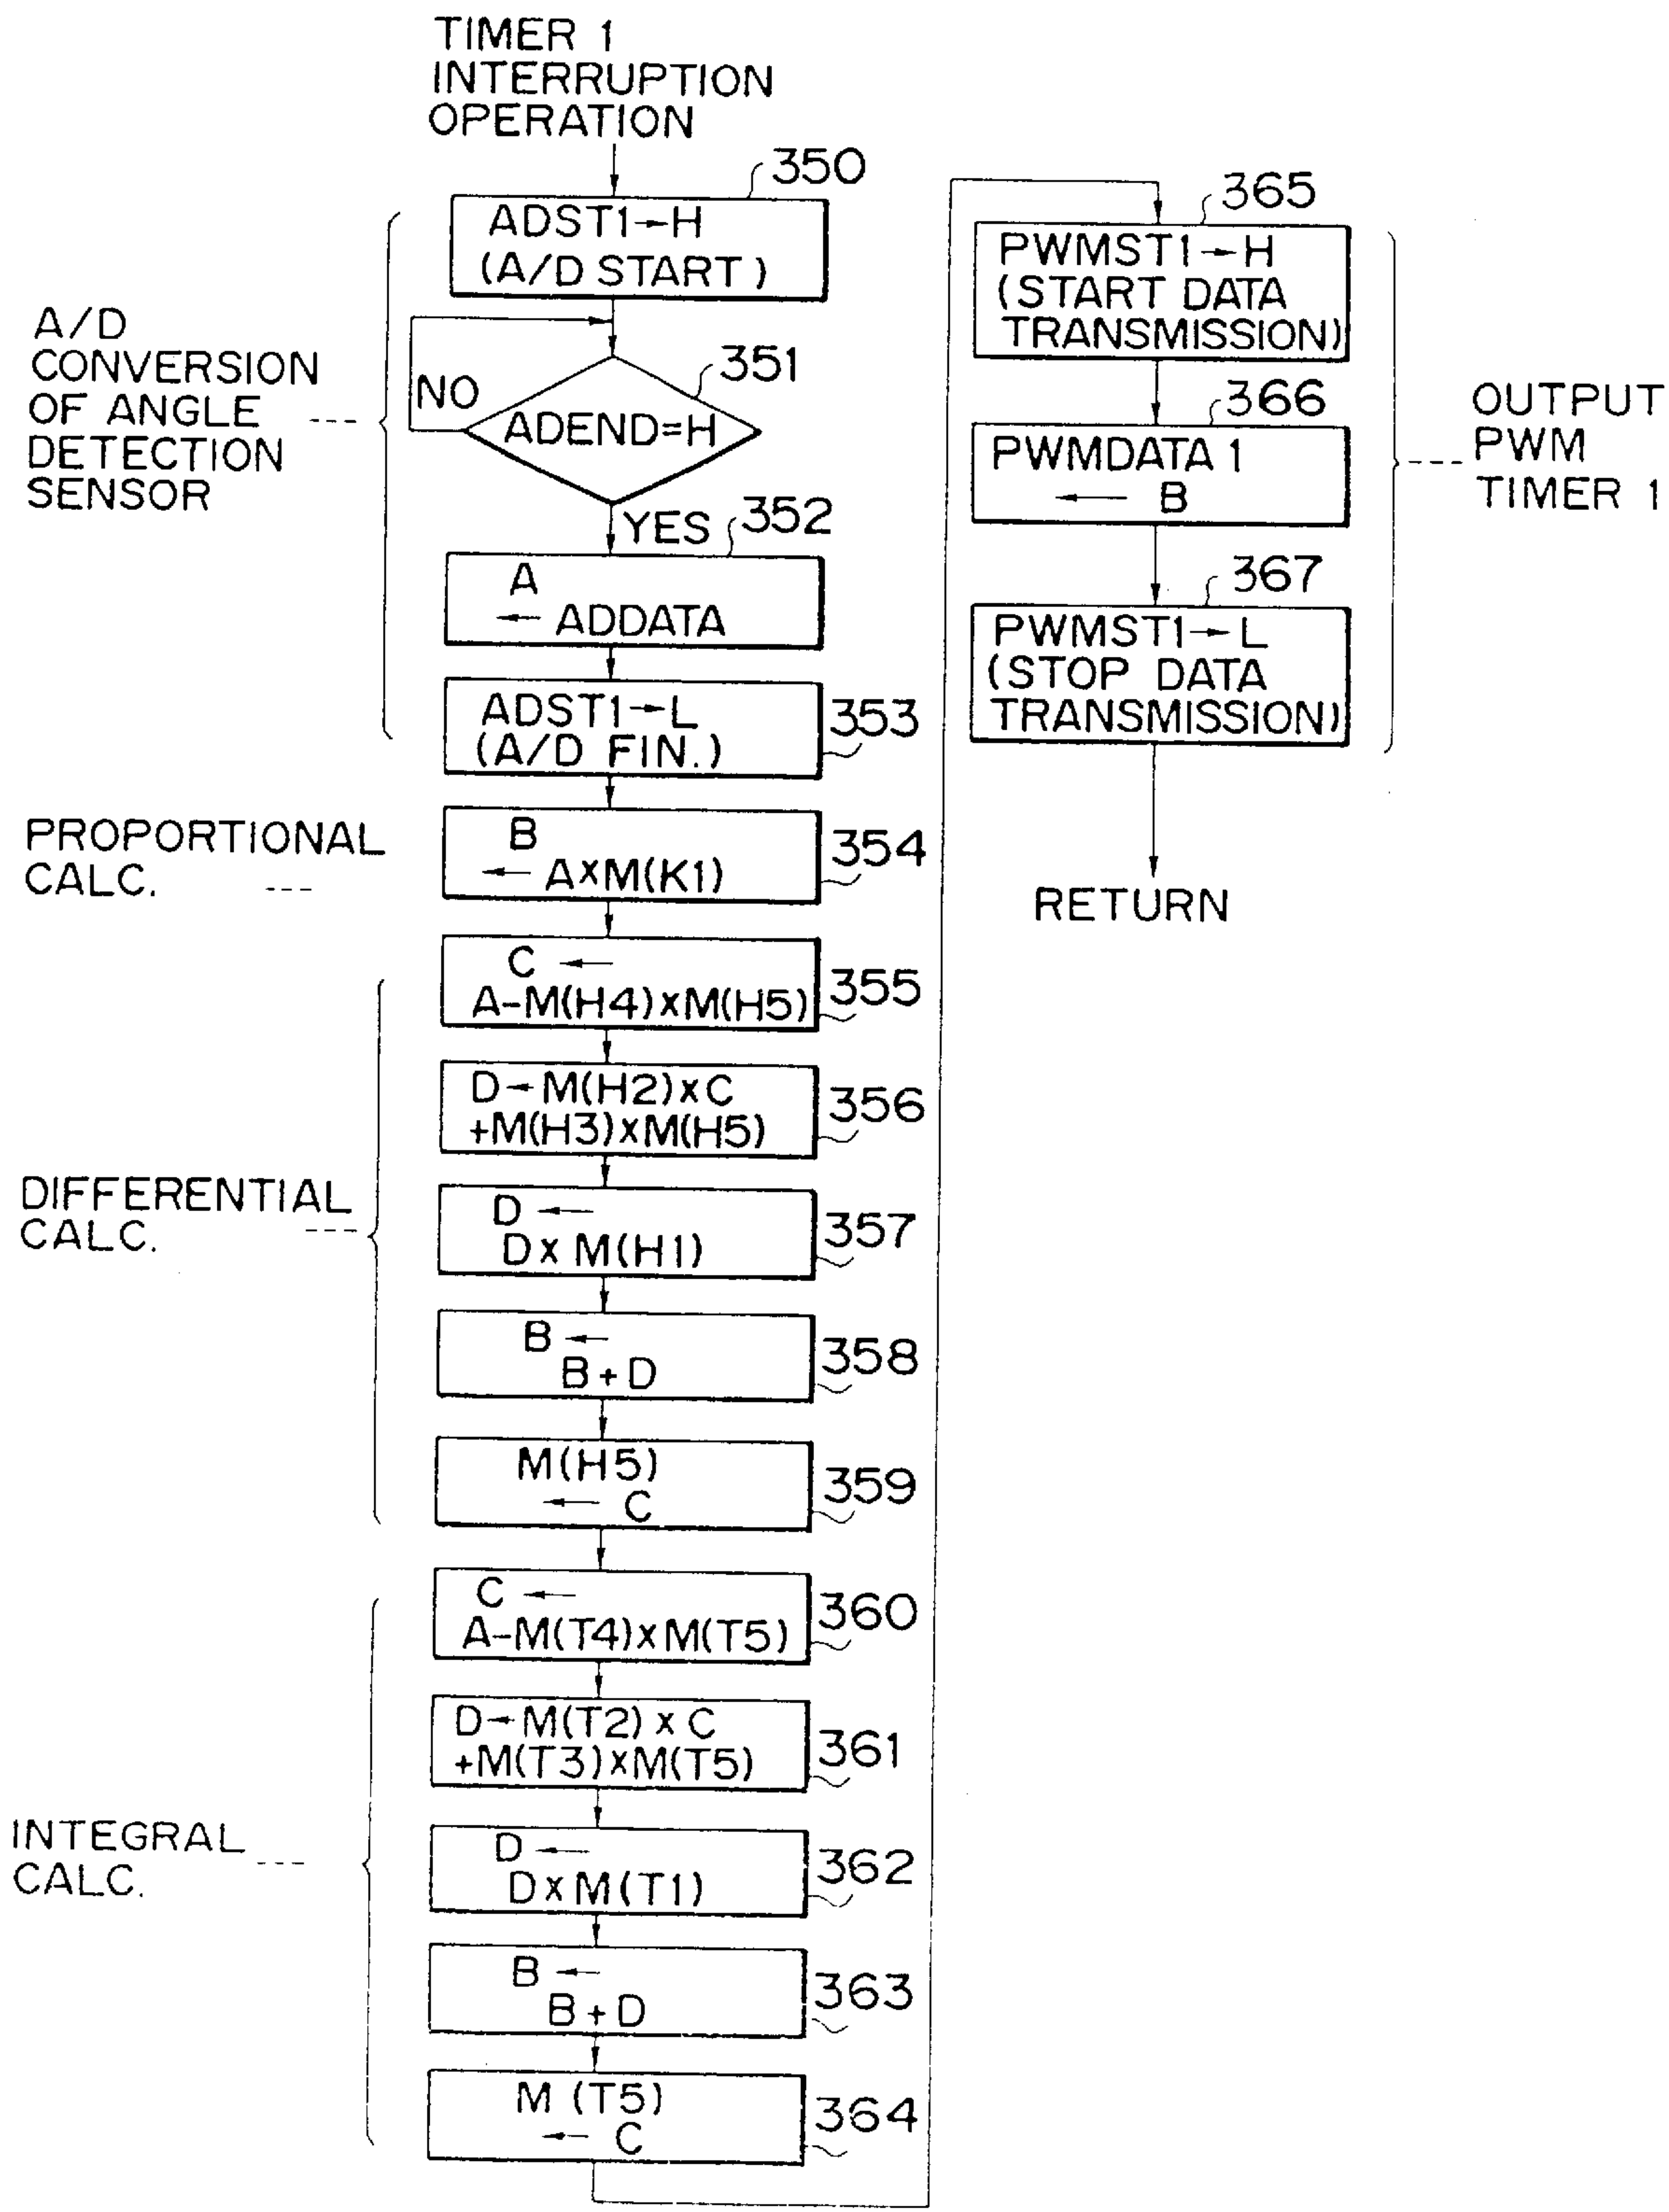 TIMER 1
INTERRUPTION
OPERATION
350
ADST1→H
(A/D START)
A/D
CONVERSION
OF ANGLE
DETECTION
SENSOR
351
NO
ADEND=H
YES
352
A
← ADDATA
ADST1→L
(A/D FIN.)
353
PROPORTIONAL
CALC.
B
← A×M(K1)
354
C ←
A-M(H4)×M(H5)
355
D←M(H2)×C
+M(H3)×M(H5)
356
DIFFERENTIAL
CALC.
D ←
D× M(H1)
357
B ←
B+D
358
M(H5)
← C
359
C ←
A-M(T4)×M(T5)
360
D←M(T2) × C
+M(T3)×M(T5)
361
INTEGRAL
CALC.
D ←
D×M(T1)
362
B ←
B+D
363
M (T5)
← C
364
365
PWMST1→H
(START DATA
TRANSMISSION)
366
PWMDATA 1
← B
367
PWMST1→L
(STOP DATA
TRANSMISSION)
OUTPUT
PWM
TIMER 1
RETURN